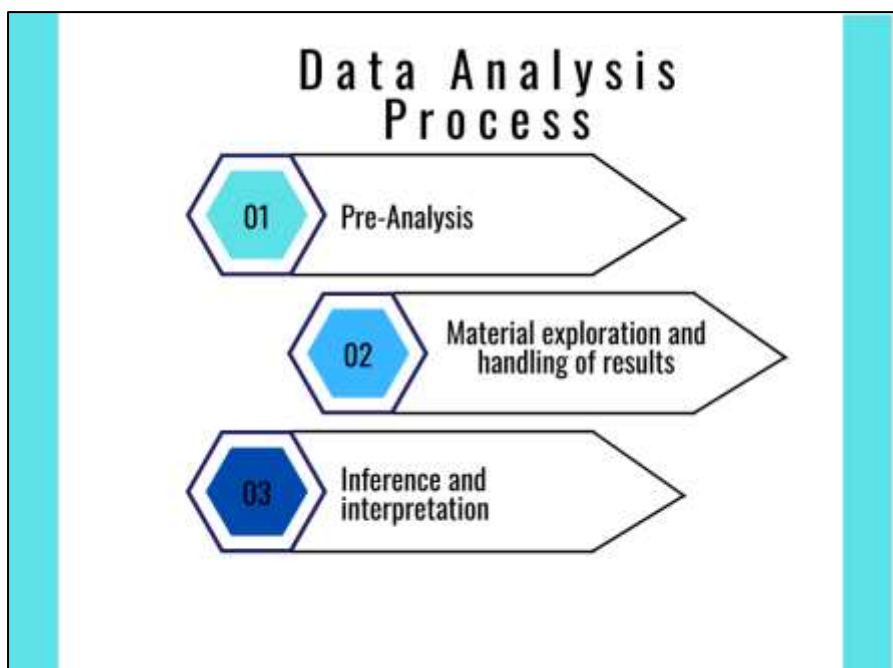 Data Analysis
Process
01
Pre-Analysis
02
Material exploration and
handling of results
03
Inference and
interpretation